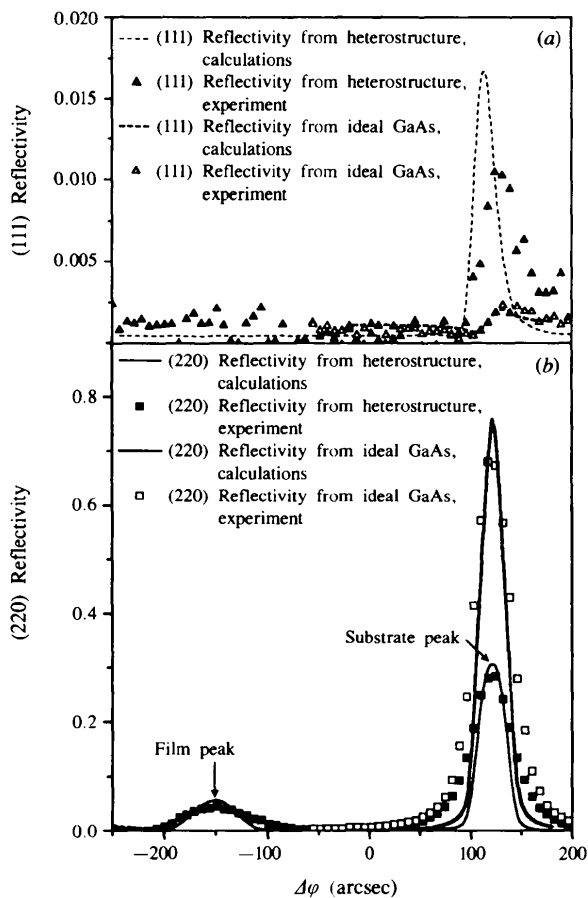 0.020
(a)
(111) Reflectivity from heterostructure,
calculations
(111) Reflectivity from heterostructure,
experiment
(111) Reflectivity from ideal GaAs,
calculations
(111) Reflectivity from ideal GaAs,
experiment
0.015
0.010
0.005
(111) Reflectivity
(b)
(220) Reflectivity from heterostructure,
calculations
(220) Reflectivity from heterostructure,
experiment
(220) Reflectivity from ideal GaAs,
calculations
(220) Reflectivity from ideal GaAs,
experiment
0.8
0.6
0.4
0.2
0.0
(220) Reflectivity
Substrate peak
Film peak
−200 −100 0 100 200
Δφ (arcsec)